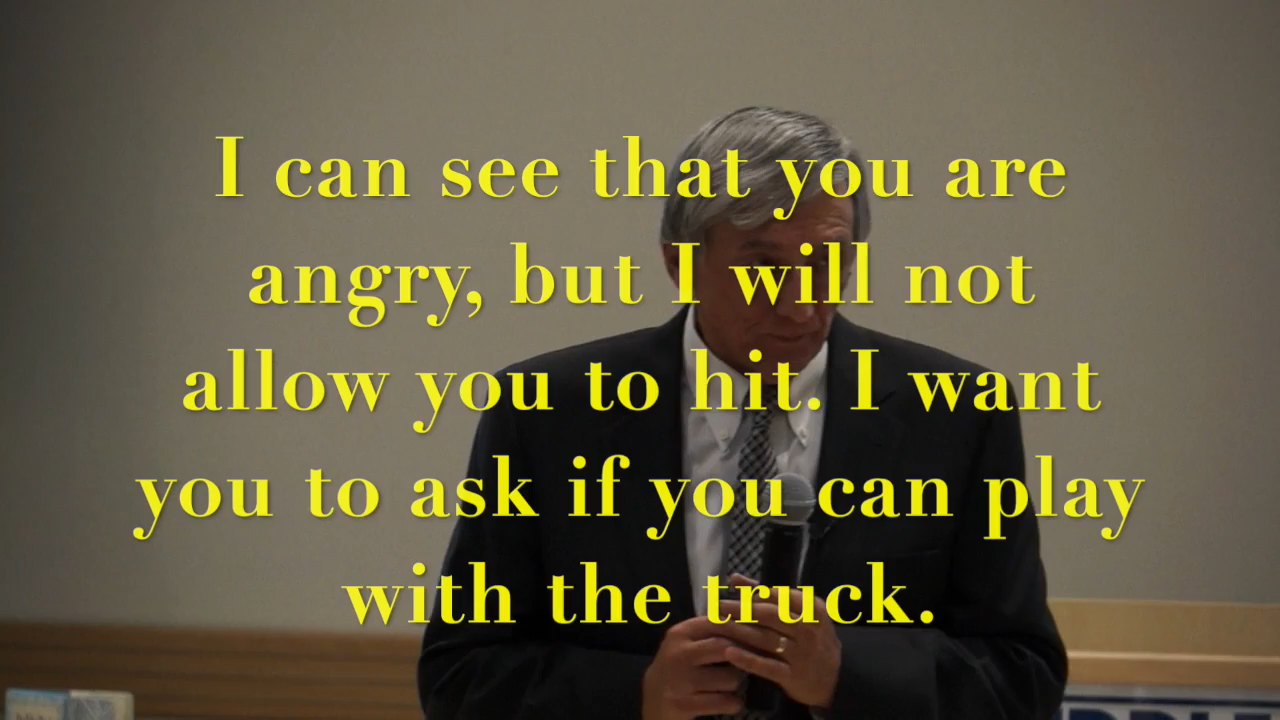 I can see that you are
angry, but I will not
allow you to hit. I want
you to ask if you can play
with the truck.